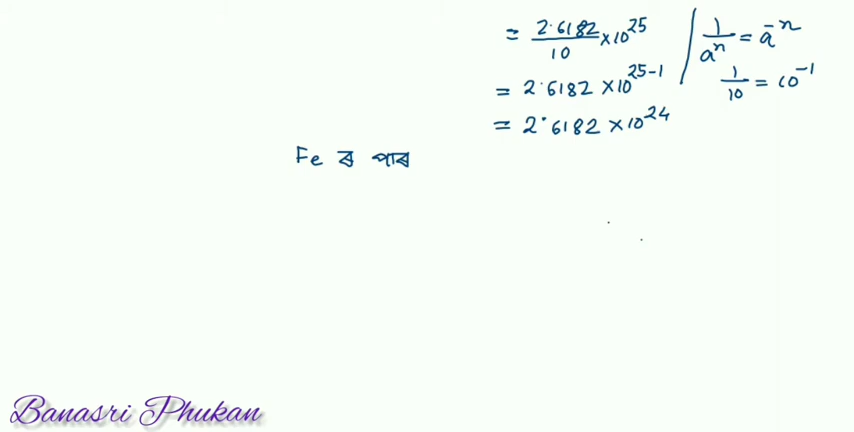 = 2.6182/10 ×10^25 / 1/a^n = a^-n
= 2.6182 ×10^25-1 1/10 = 10^-1
= 2.6182 ×10^24
Fe ৰ পাৰ
Banasri Phukan